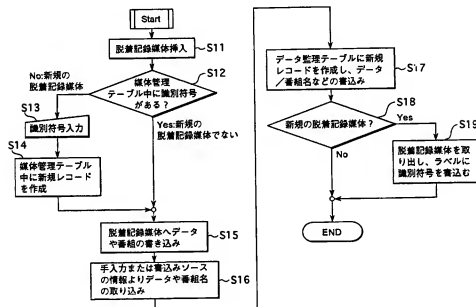 Start
脱着記録媒体挿入
S11
媒体管理
テーブル中に識別符号
がある？
S12
No:新規の
脱着記録媒体
S13
識別符号入力
Yes:新規の
脱着記録媒体でない
S14
媒体管理テーブル
中に新規レコード
を作成
脱着記録媒体へデータ
や番組の書き込み
S15
手入力または書込みソース
の情報よりデータや番組名
の取り込み
S16
データ監理テーブルに新規
レコードを作成し、データ
／番組名などの書込み
S17
新規の脱着記録媒体？
S18
Yes
No
S19
脱着記録媒体を取
り出し、ラベルに
識別符号を書込む
END